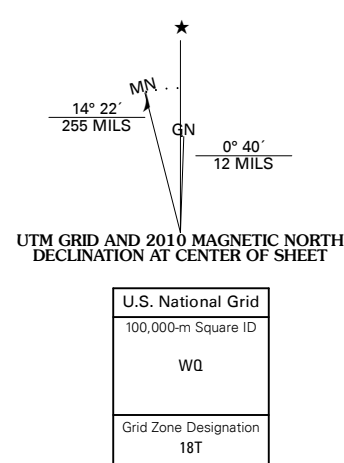 ★
MN
14° 22´
255 MILS
GN
0° 40´
12 MILS
UTM GRID AND 2010 MAGNETIC NORTH
DECLINATION AT CENTER OF SHEET
U.S. National Grid
100,000-m Square ID
WQ
Grid Zone Designation
18T